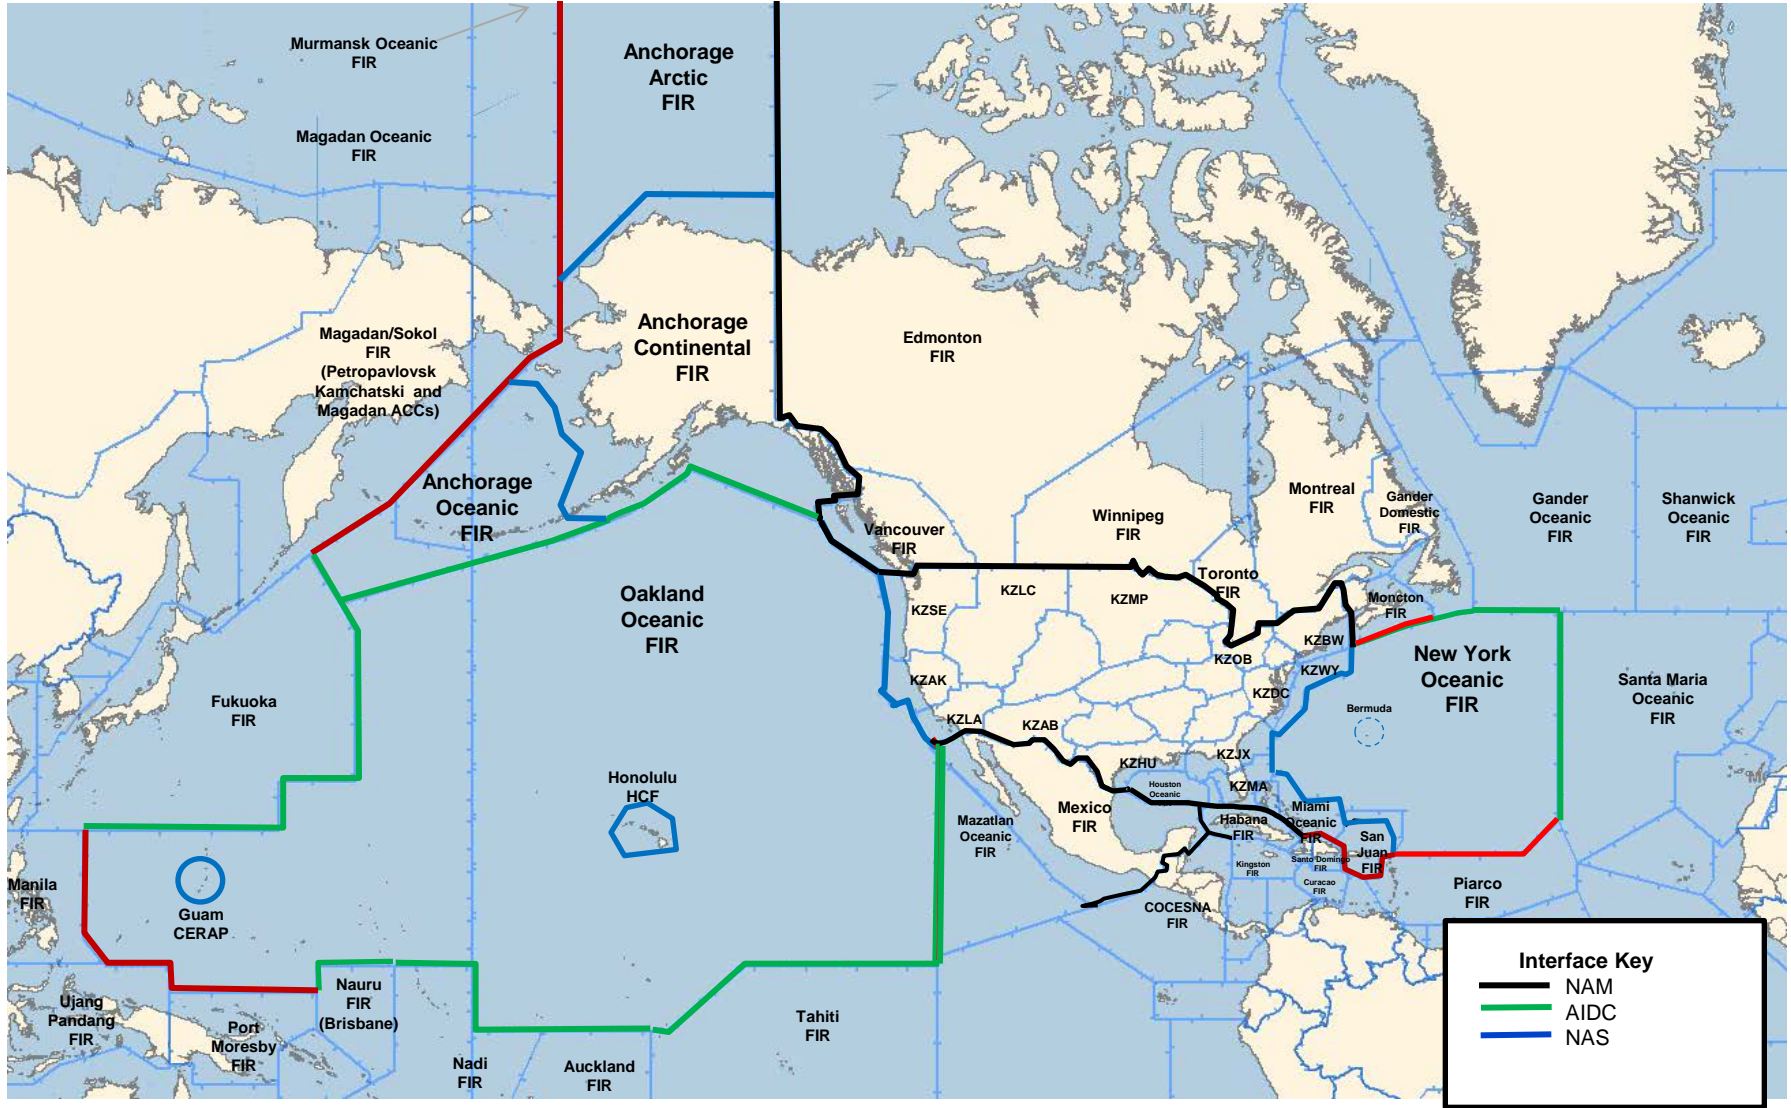 Murmansk Oceanic
FIR
Anchorage
Arctic
FIR
Magadan Oceanic
FIR
Magadan/Sokol
FIR
(Petropavlovsk
Kamchatski and
Magadan ACCs)
Anchorage
Continental
FIR
Edmonton
FIR
Anchorage
Oceanic
FIR
Vancouver
FIR
Winnipeg
FIR
Montreal
FIR
Gander
Domestic
FIR
Gander
Oceanic
FIR
Shanwick
Oceanic
FIR
Oakland
Oceanic
FIR
KZSE
KZLC
KZMP
Toronto
FIR
Moncton
FIR
KZBW
KZOB
KZWY
New York
Oceanic
FIR
Santa Maria
Oceanic
FIR
Fukuoka
FIR
KZAK
KZDC
Bermuda
KZLA
KZAB
KZJX
KZHU
KZMA
Houston
Oceanic
Honolulu
HCF
Mazatlan
Oceanic
FIR
Mexico
FIR
Habana
FIR
Miami
Oceanic
FIR
San
Juan
FIR
Kingston
FIR
Santo Domingo
FIR
Curacao
FIR
Piarco
FIR
COCESNA
FIR
Manila
FIR
Guam
CERAP
Ujang
Pandang
FIR
Port
Moresby
FIR
Nauru
FIR
(Brisbane)
Nadi
FIR
Auckland
FIR
Tahiti
FIR
Interface Key
NAM
AIDC
NAS